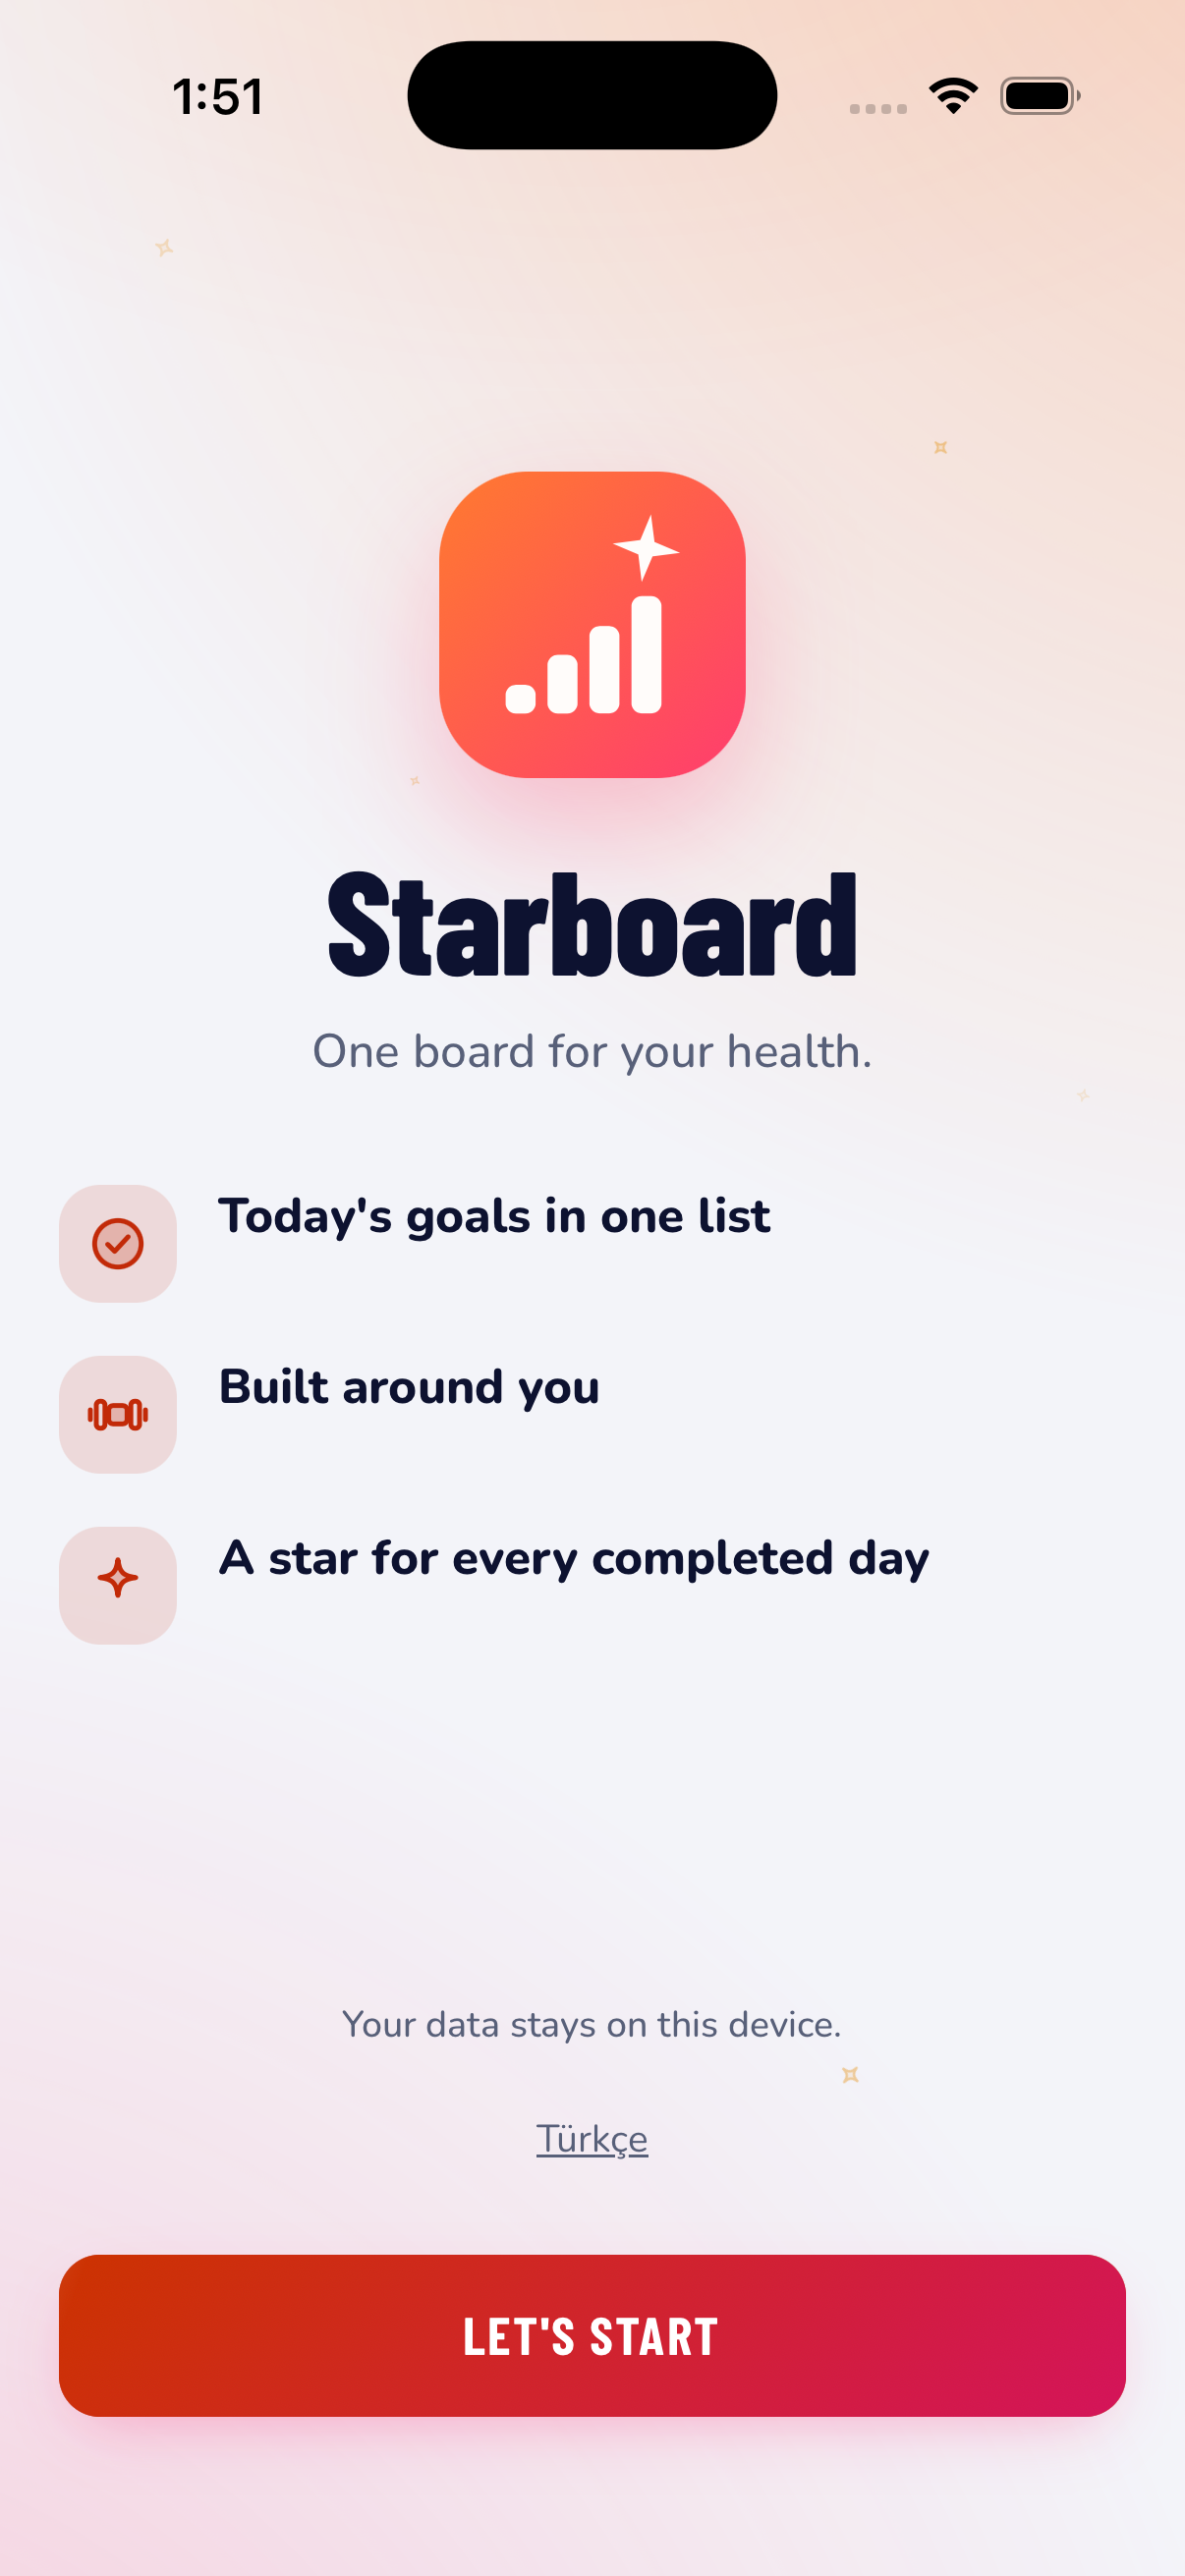 1:51
Starboard
One board for your health.
Today's goals in one list
Built around you
A star for every completed day
Your data stays on this device.
Türkçe
LET'S START